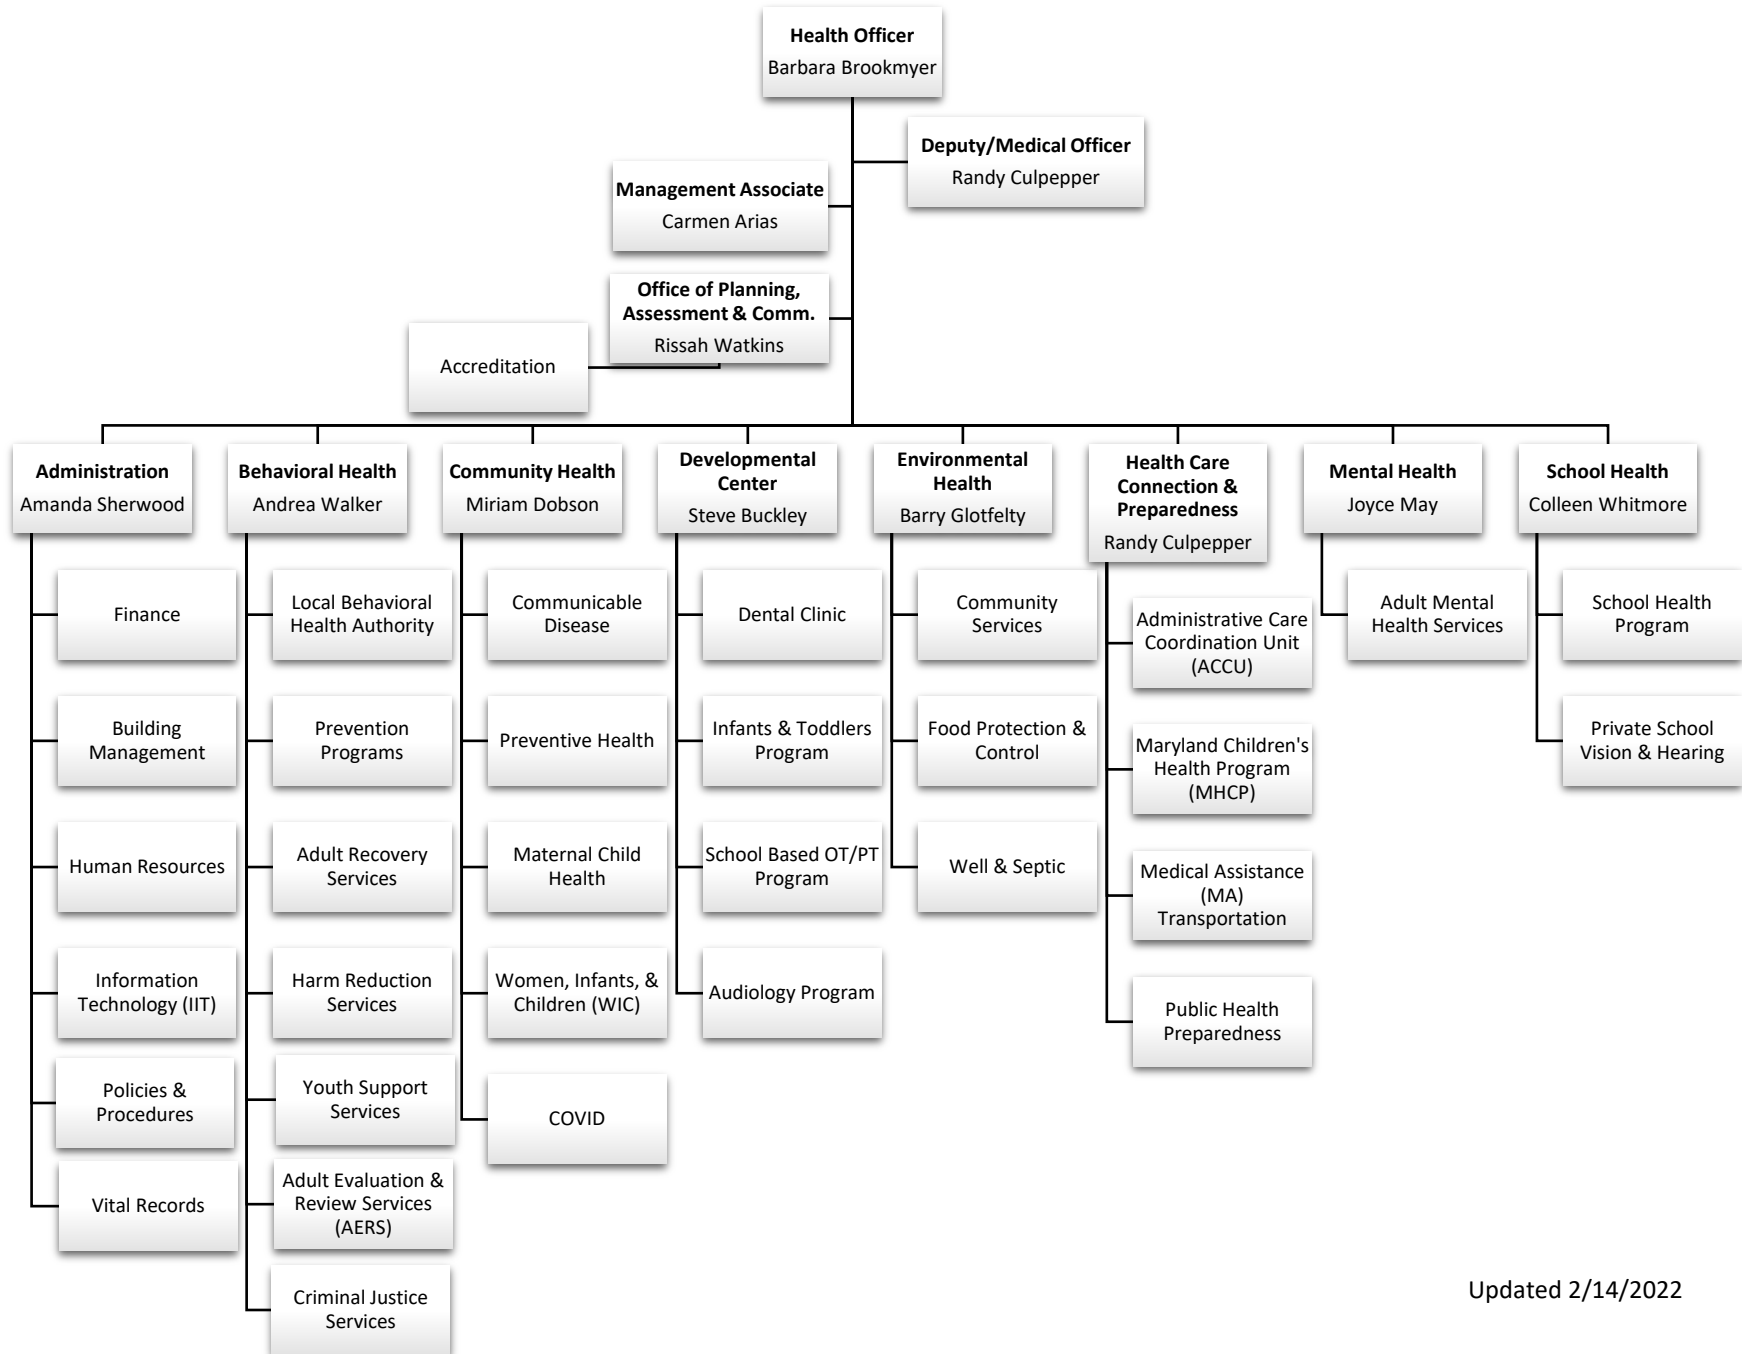 Health Officer
Barbara Brookmyer
Deputy/Medical Officer
Randy Culpepper
Management Associate
Carmen Arias
Office of Planning,
Assessment & Comm.
Rissah Watkins
Accreditation
Administration
Amanda Sherwood
Finance
Building
Management
Human Resources
Information
Technology (IIT)
Policies &
Procedures
Vital Records
Behavioral Health
Andrea Walker
Local Behavioral
Health Authority
Prevention
Programs
Adult Recovery
Services
Harm Reduction
Services
Youth Support
Services
Adult Evaluation &
Review Services
(AERS)
Criminal Justice
Services
Community Health
Miriam Dobson
Communicable
Disease
Preventive Health
Maternal Child
Health
Women, Infants, &
Children (WIC)
COVID
Developmental
Center
Steve Buckley
Dental Clinic
Infants & Toddlers
Program
School Based OT/PT
Program
Audiology Program
Environmental
Health
Barry Glotfelty
Community
Services
Food Protection &
Control
Well & Septic
Health Care
Connection &
Preparedness
Randy Culpepper
Administrative Care
Coordination Unit
(ACCU)
Maryland Children's
Health Program
(MHCP)
Medical Assistance
(MA)
Transportation
Public Health
Preparedness
Mental Health
Joyce May
Adult Mental
Health Services
School Health
Colleen Whitmore
School Health
Program
Private School
Vision & Hearing
Updated 2/14/2022